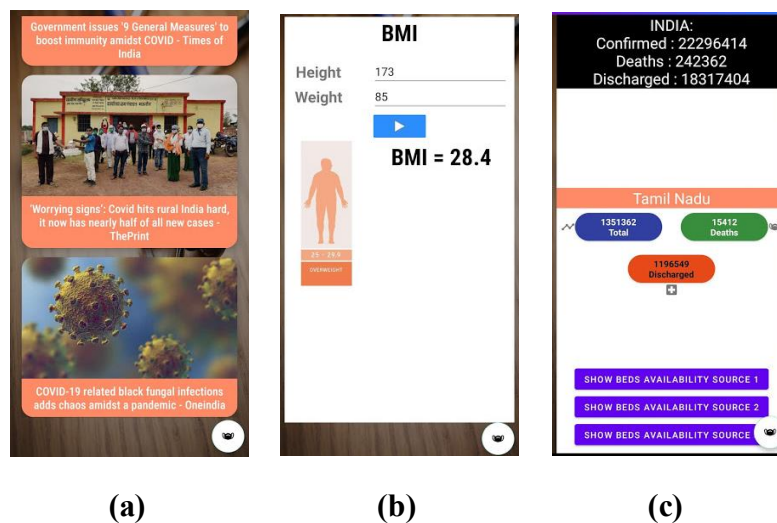 Government issues '9 General Measures' to
boost immunity amidst COVID - Times of
India
'Worrying signs': Covid hits rural India hard,
it now has nearly half of all new cases -
ThePrint
COVID-19 related black fungal infections
adds chaos amidst a pandemic - Oneindia
(a)
BMI
Height 173
Weight 85
BMI = 28.4
25 - 29.9
OVERWEIGHT
(b)
INDIA:
Confirmed : 22296414
Deaths : 242362
Discharged : 18317404
Tamil Nadu
1351362
Total
15412
Deaths
1196549
Discharged
SHOW BEDS AVAILABILITY SOURCE 1
SHOW BEDS AVAILABILITY SOURCE 2
SHOW BEDS AVAILABILITY SOURCE
(c)